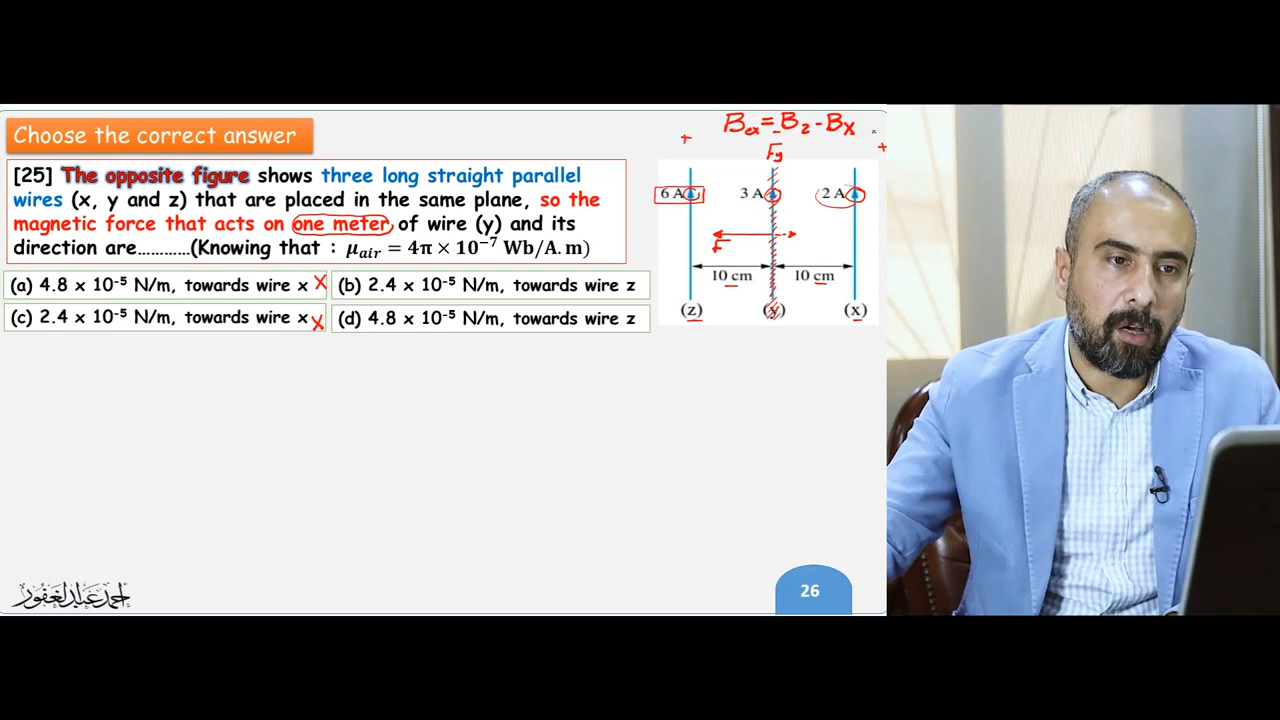 Choose the correct answer
[25] The opposite figure shows three long straight parallel
wires (x, y and z) that are placed in the same plane, so the
magnetic force that acts on one meter of wire (y) and its
direction are............(Knowing that : μair = 4π × 10⁻⁷ Wb/A.m)
(a) 4.8 x 10⁻⁵ N/m, towards wire x X
(b) 2.4 x 10⁻⁵ N/m, towards wire z
(c) 2.4 x 10⁻⁵ N/m, towards wire x X
(d) 4.8 x 10⁻⁵ N/m, towards wire z
Bex = Bz - Bx
Fy
6 A 3 A 2 A
F
10 cm 10 cm
(z) (y) (x)
احمد عبدالغفور
26